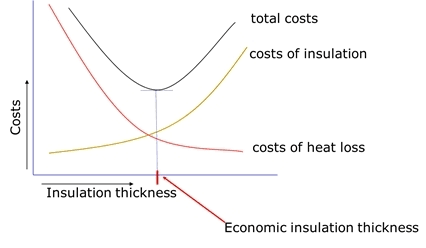 total costs
costs of insulation
Costs
costs of heat loss
Insulation thickness
Economic insulation thickness